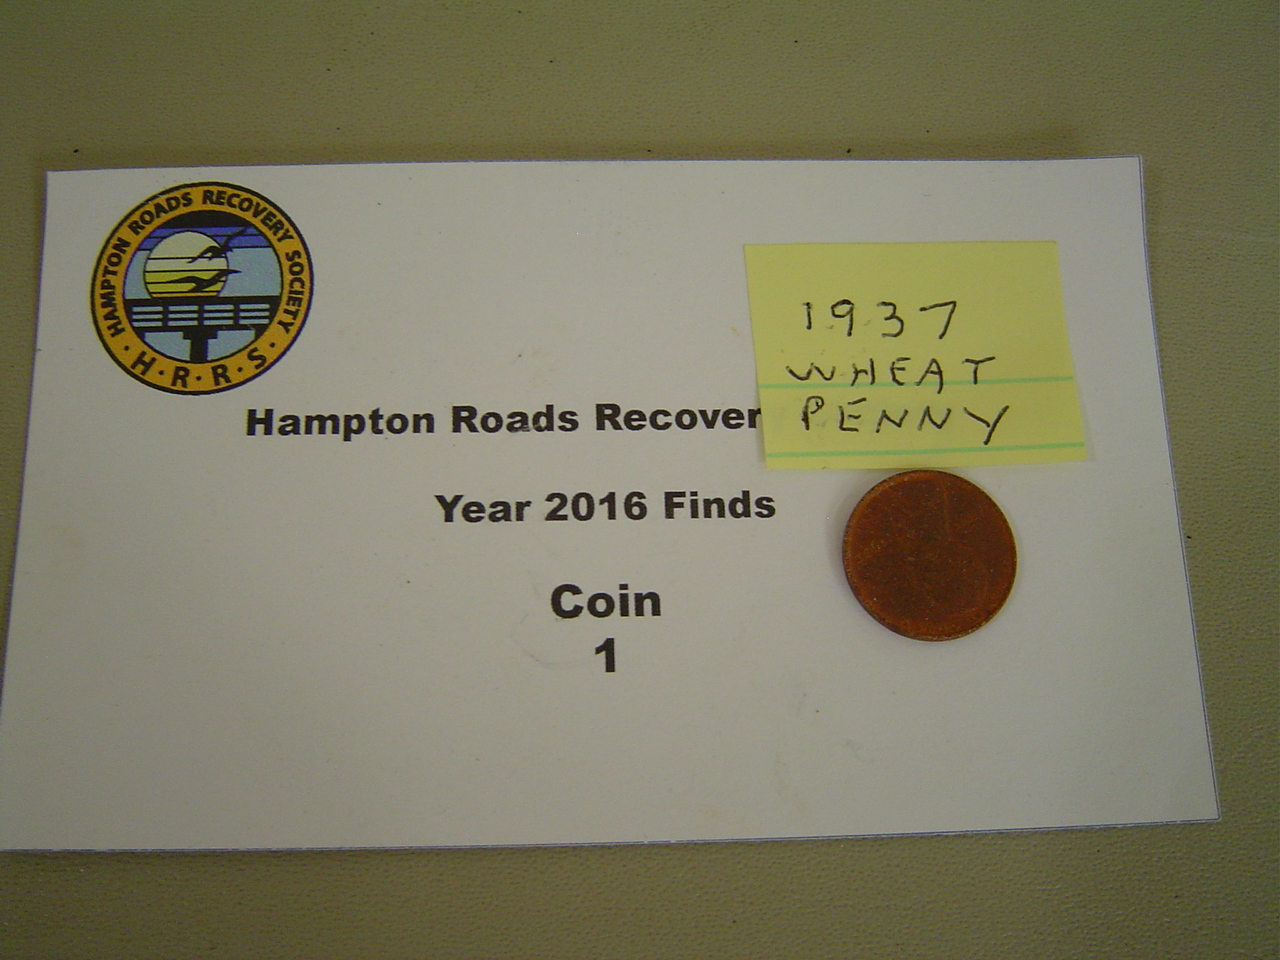 HAMPTON ROADS RECOVERY SOCIETY
· H · R · R · S ·
1937
WHEAT
PENNY
Hampton Roads Recover
Year 2016 Finds
Coin
1